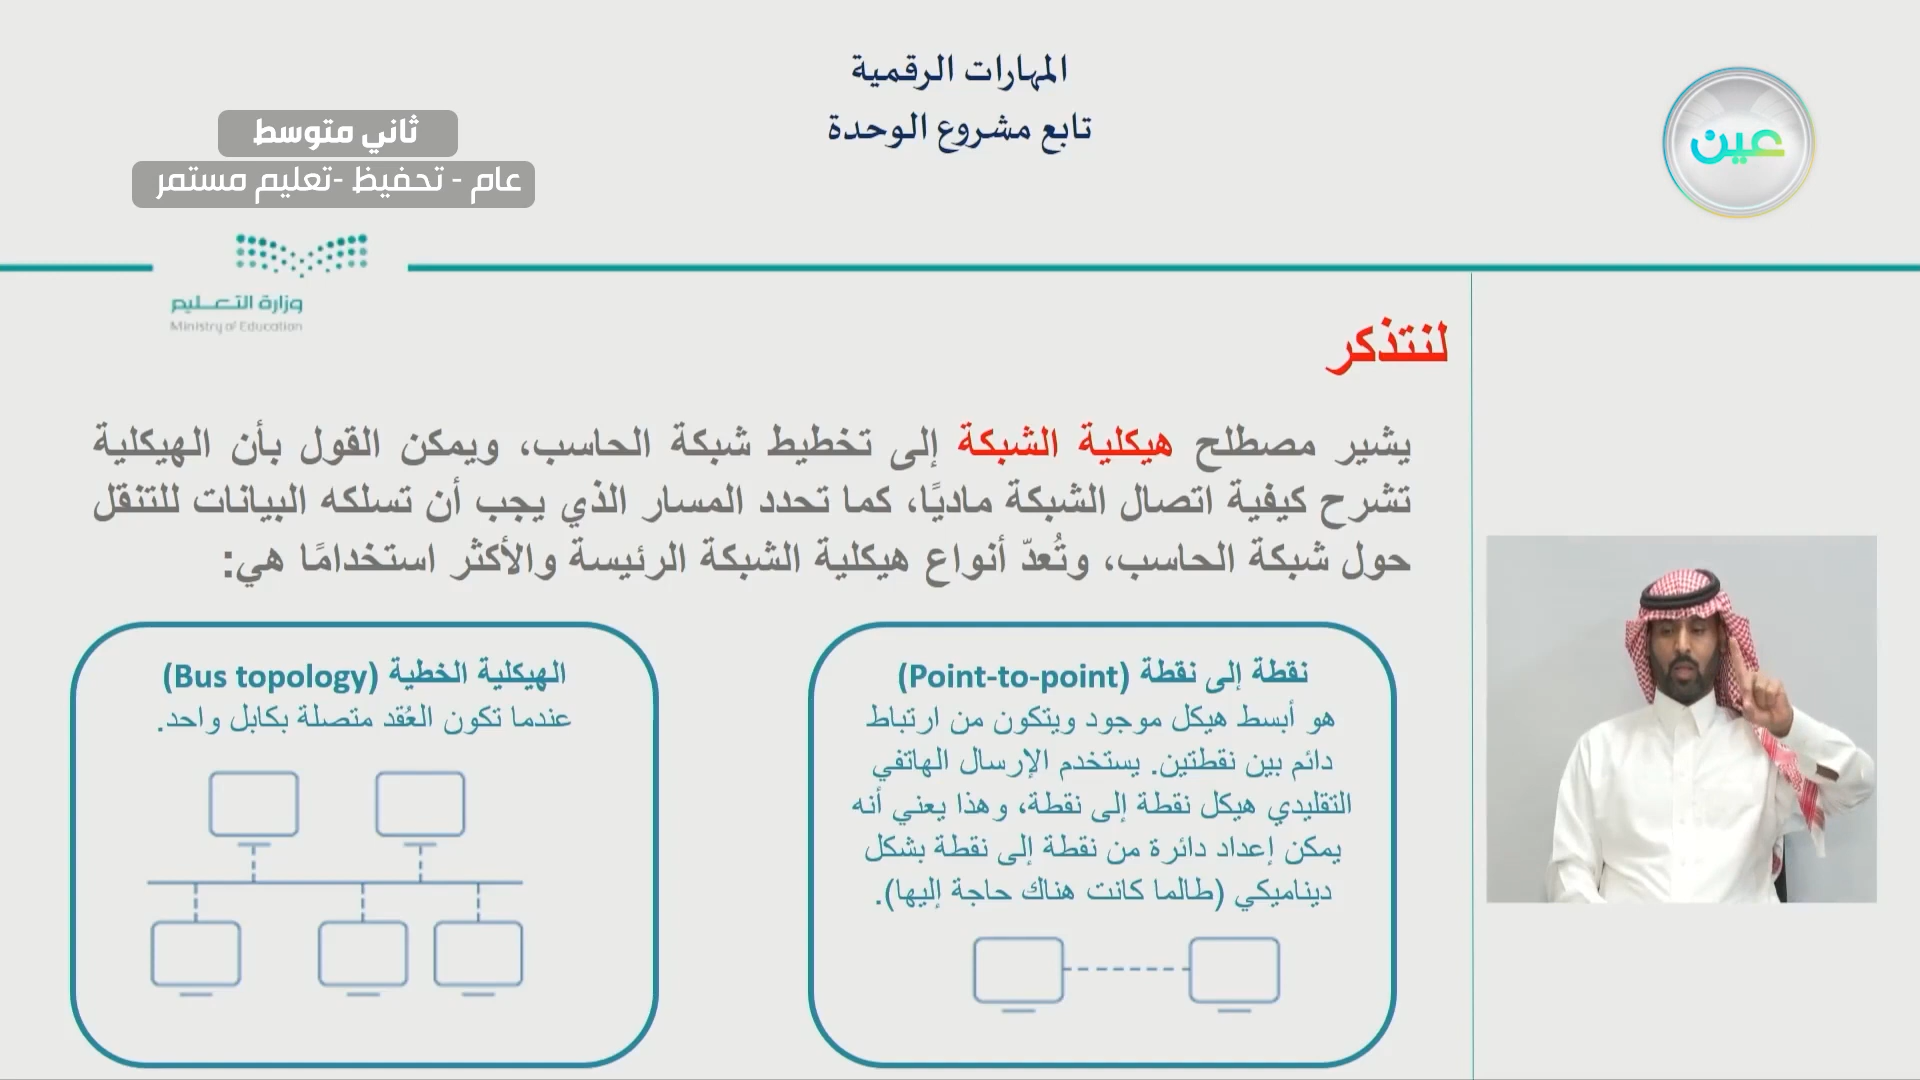 المهارات الرقمية
تابع مشروع الوحدة
عين
ثاني متوسط
عام - تحفيظ -تعليم مستمر
وزارة التعليم
Ministry of Education
لنتذكر
يشير مصطلح هيكلية الشبكة إلى تخطيط شبكة الحاسب، ويمكن القول بأن الهيكلية
تشرح كيفية اتصال الشبكة ماديًا، كما تحدد المسار الذي يجب أن تسلكه البيانات للتنقل
حول شبكة الحاسب، وتُعدّ أنواع هيكلية الشبكة الرئيسة والأكثر استخدامًا هي:
نقطة إلى نقطة (Point-to-point)
هو أبسط هيكل موجود ويتكون من ارتباط
دائم بين نقطتين. يستخدم الإرسال الهاتفي
التقليدي هيكل نقطة إلى نقطة، وهذا يعني أنه
يمكن إعداد دائرة من نقطة إلى نقطة بشكل
ديناميكي (طالما كانت هناك حاجة إليها).
الهيكلية الخطية (Bus topology)
عندما تكون العُقد متصلة بكابل واحد.